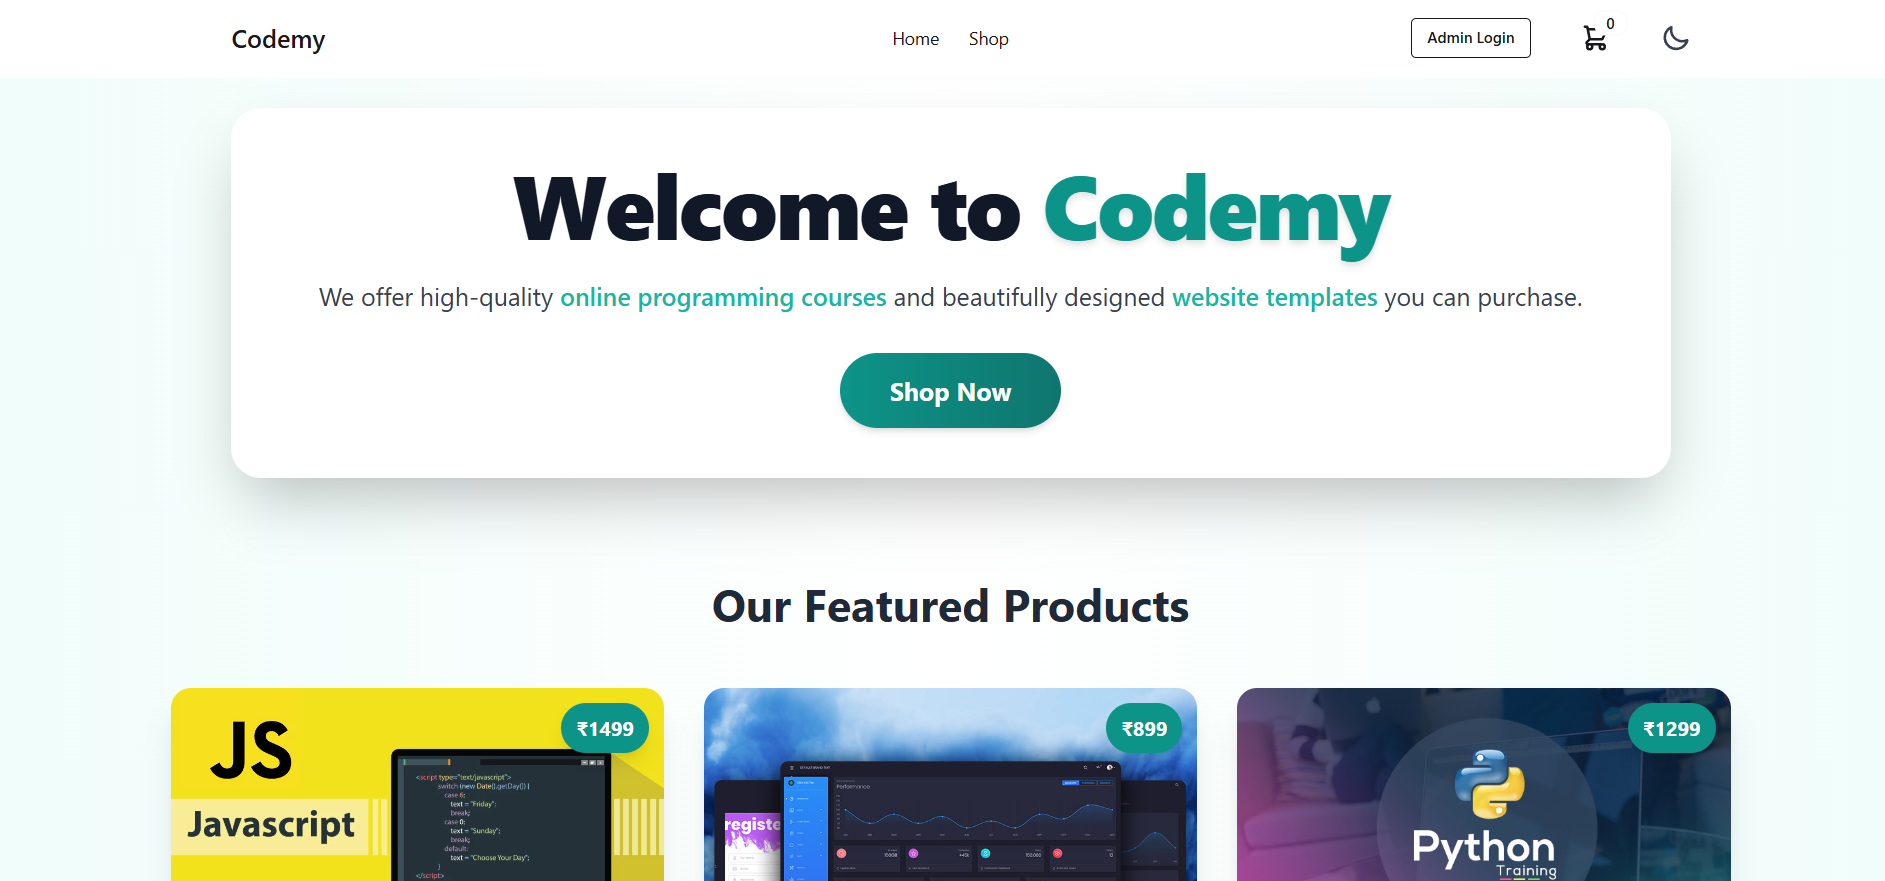 Codemy
Home Shop
Admin Login
0
Welcome to Codemy
We offer high-quality online programming courses and beautifully designed website templates you can purchase.
Shop Now
Our Featured Products
JS
Javascript
₹1499
<script type="text/javascript">
switch (new Date().getDay()) {
case 6:
text = "Friday";
break;
case 0:
text = "Sunday";
break;
default:
text = "Choose Your Day";
}
</script>
₹899
Performance
registe
₹1299
Python
Training